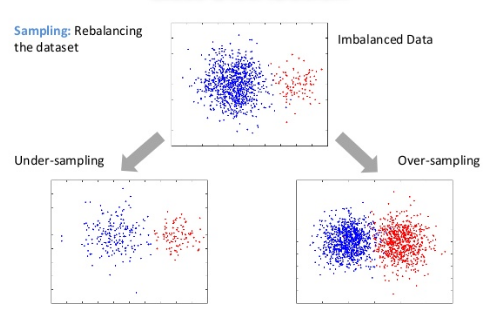 Sampling: Rebalancing
the dataset
Imbalanced Data
Under-sampling
Over-sampling